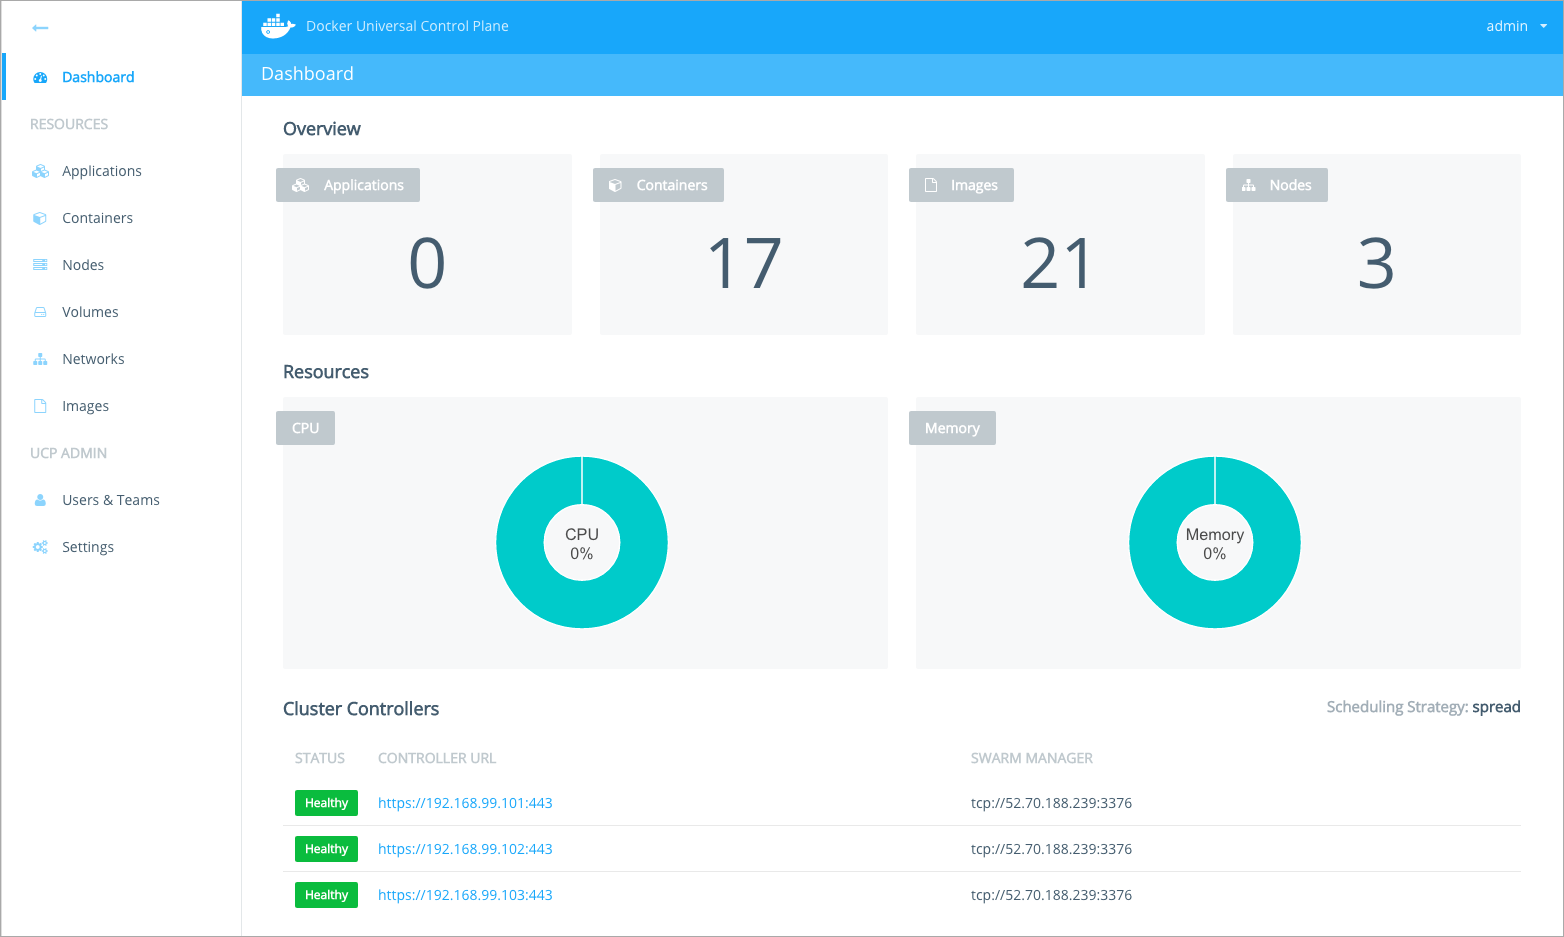 Docker Universal Control Plane
admin
Dashboard
Dashboard
RESOURCES
Applications
Containers
Nodes
Volumes
Networks
Images
UCP ADMIN
Users & Teams
Settings
Overview
Applications
0
Containers
17
Images
21
Nodes
3
Resources
CPU
CPU
0%
Memory
Memory
0%
Cluster Controllers
Scheduling Strategy: spread
STATUS CONTROLLER URL SWARM MANAGER
Healthy https://192.168.99.101:443 tcp://52.70.188.239:3376
Healthy https://192.168.99.102:443 tcp://52.70.188.239:3376
Healthy https://192.168.99.103:443 tcp://52.70.188.239:3376